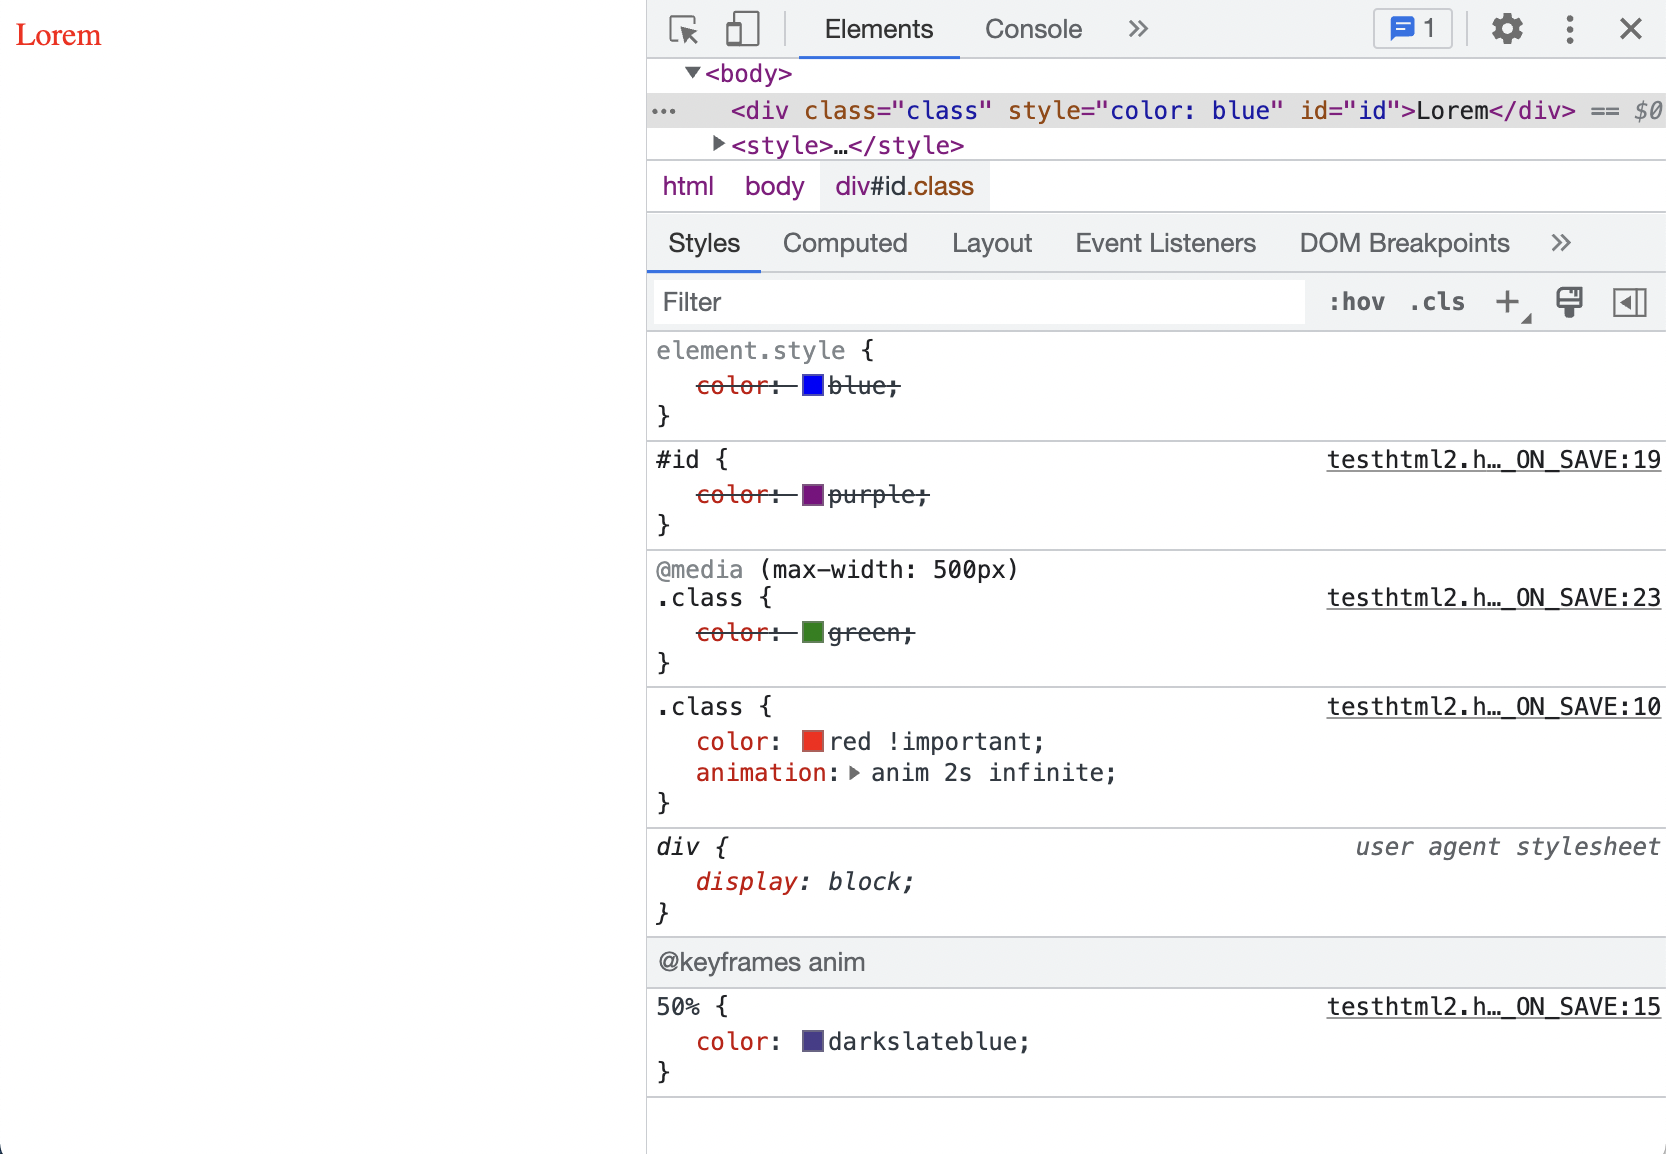 Lorem
Elements Console » 1
<body>
… <div class="class" style="color: blue" id="id">Lorem</div> == $0
<style>…</style>
html body div#id.class
Styles Computed Layout Event Listeners DOM Breakpoints »
Filter :hov .cls +
element.style {
color: blue;
}
#id { testhtml2.h…_ON_SAVE:19
color: purple;
}
@media (max-width: 500px)
.class { testhtml2.h…_ON_SAVE:23
color: green;
}
.class { testhtml2.h…_ON_SAVE:10
color: red !important;
animation: anim 2s infinite;
}
div { user agent stylesheet
display: block;
}
@keyframes anim
50% { testhtml2.h…_ON_SAVE:15
color: darkslateblue;
}